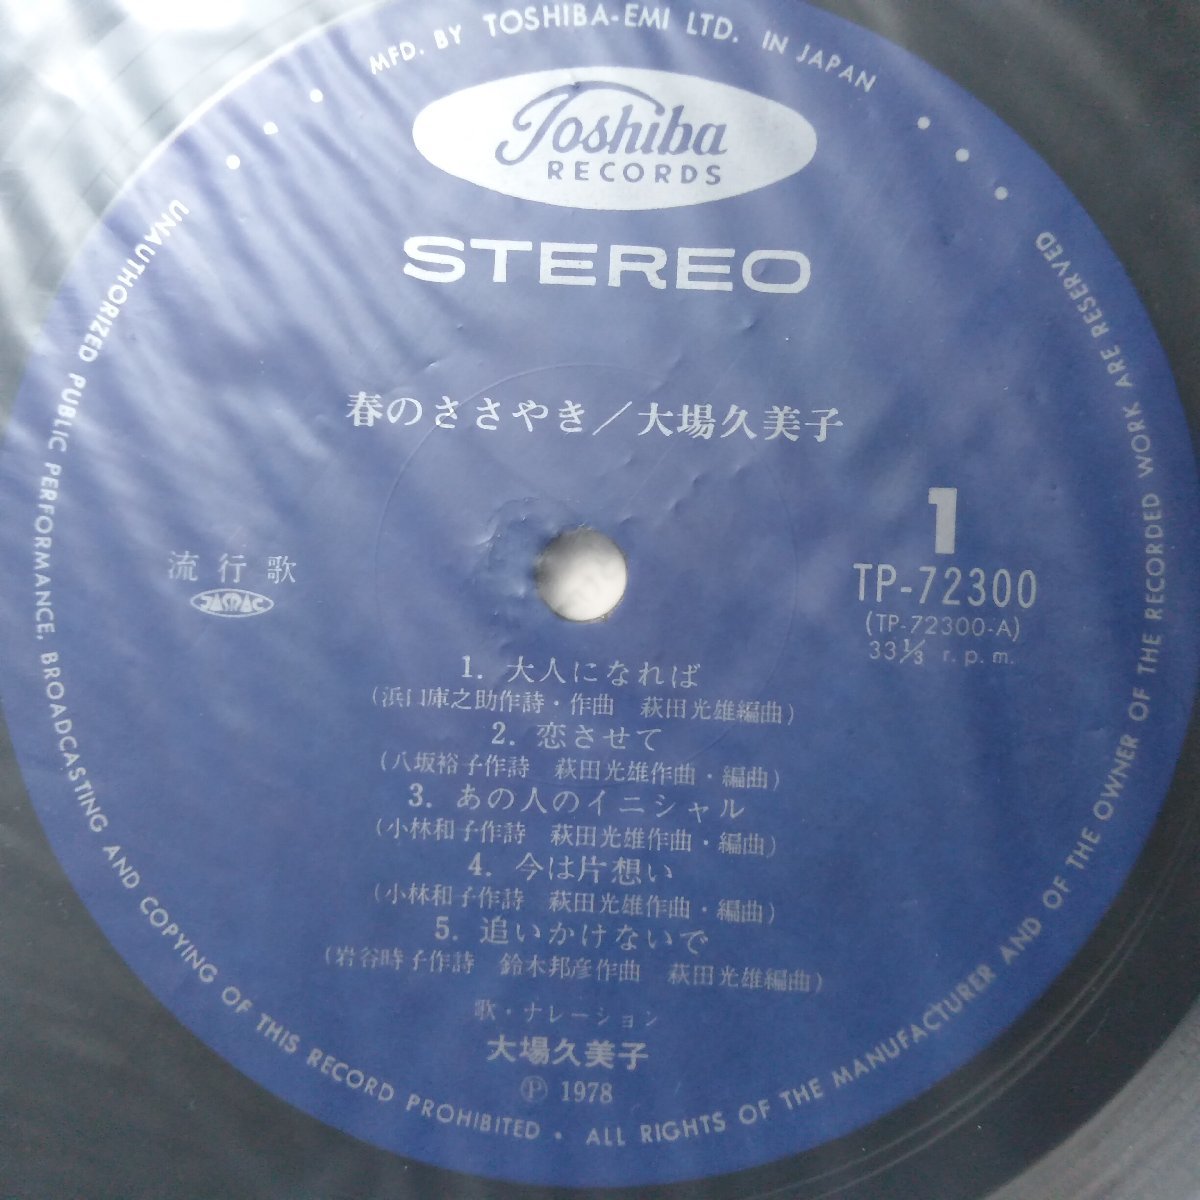 MFD. BY TOSHIBA-EMI LTD. IN JAPAN
Toshiba
RECORDS
STEREO
春のささやき／大場久美子
1
流行歌
JASRAC
TP-72300
(TP-72300-A)
33⅓ r.p.m.
1. 大人になれば
(浜口庫之助作詩・作曲 萩田光雄編曲)
2. 恋させて
(八坂裕子作詩 萩田光雄作曲・編曲)
3. あの人のイニシャル
(小林和子作詩 萩田光雄作曲・編曲)
4. 今は片想い
(小林和子作詩 萩田光雄作曲・編曲)
5. 追いかけないで
(岩谷時子作詩 鈴木邦彦作曲 萩田光雄編曲)
歌・ナレーション
大場久美子
Ⓟ 1978
UNAUTHORIZED PUBLIC PERFORMANCE, BROADCASTING AND COPYING OF THIS RECORD PROHIBITED • ALL RIGHTS OF THE MANUFACTURER AND OF THE OWNER OF THE RECORDED WORK ARE RESERVED